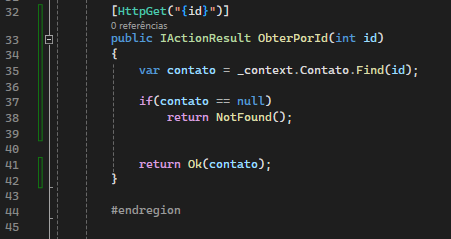 32 [HttpGet("{id}")]
0 referências
33 public IActionResult ObterPorId(int id)
34 {
35 var contato = _context.Contato.Find(id);
36
37 if(contato == null)
38 return NotFound();
39
40
41 return Ok(contato);
42 }
43
44 #endregion
45